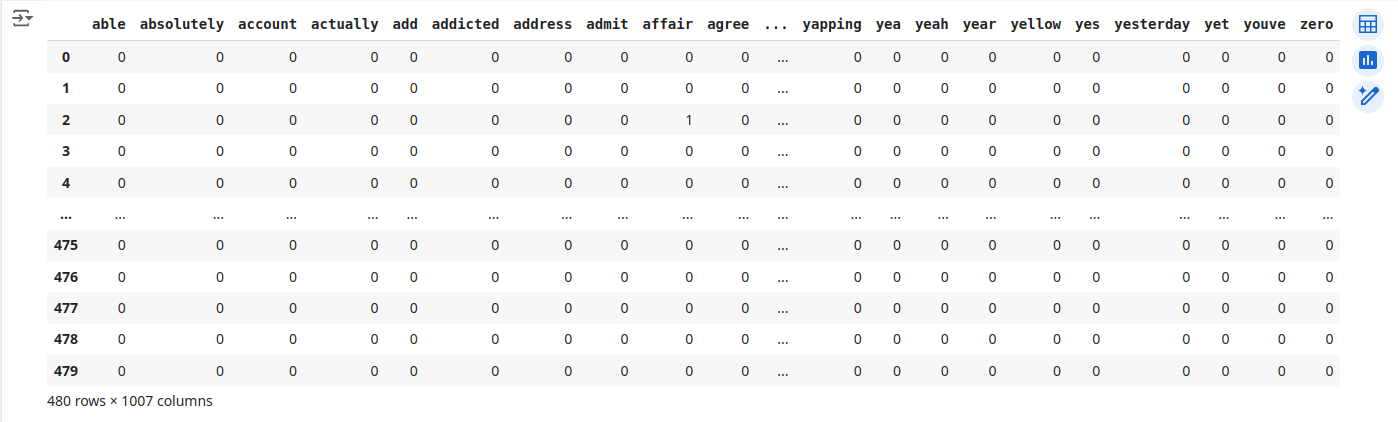 able absolutely account actually add addicted address admit affair agree ... yapping yea yeah year yellow yes yesterday yet youve zero
0 0 0 0 0 0 0 0 0 0 0 ... 0 0 0 0 0 0 0 0 0 0
1 0 0 0 0 0 0 0 0 0 0 ... 0 0 0 0 0 0 0 0 0 0
2 0 0 0 0 0 0 0 0 1 0 ... 0 0 0 0 0 0 0 0 0 0
3 0 0 0 0 0 0 0 0 0 0 ... 0 0 0 0 0 0 0 0 0 0
4 0 0 0 0 0 0 0 0 0 0 ... 0 0 0 0 0 0 0 0 0 0
... ... ... ... ... ... ... ... ... ... ... ... ... ... ... ... ... ... ... ... ... ...
475 0 0 0 0 0 0 0 0 0 0 ... 0 0 0 0 0 0 0 0 0 0
476 0 0 0 0 0 0 0 0 0 0 ... 0 0 0 0 0 0 0 0 0 0
477 0 0 0 0 0 0 0 0 0 0 ... 0 0 0 0 0 0 0 0 0 0
478 0 0 0 0 0 0 0 0 0 0 ... 0 0 0 0 0 0 0 0 0 0
479 0 0 0 0 0 0 0 0 0 0 ... 0 0 0 0 0 0 0 0 0 0
480 rows × 1007 columns